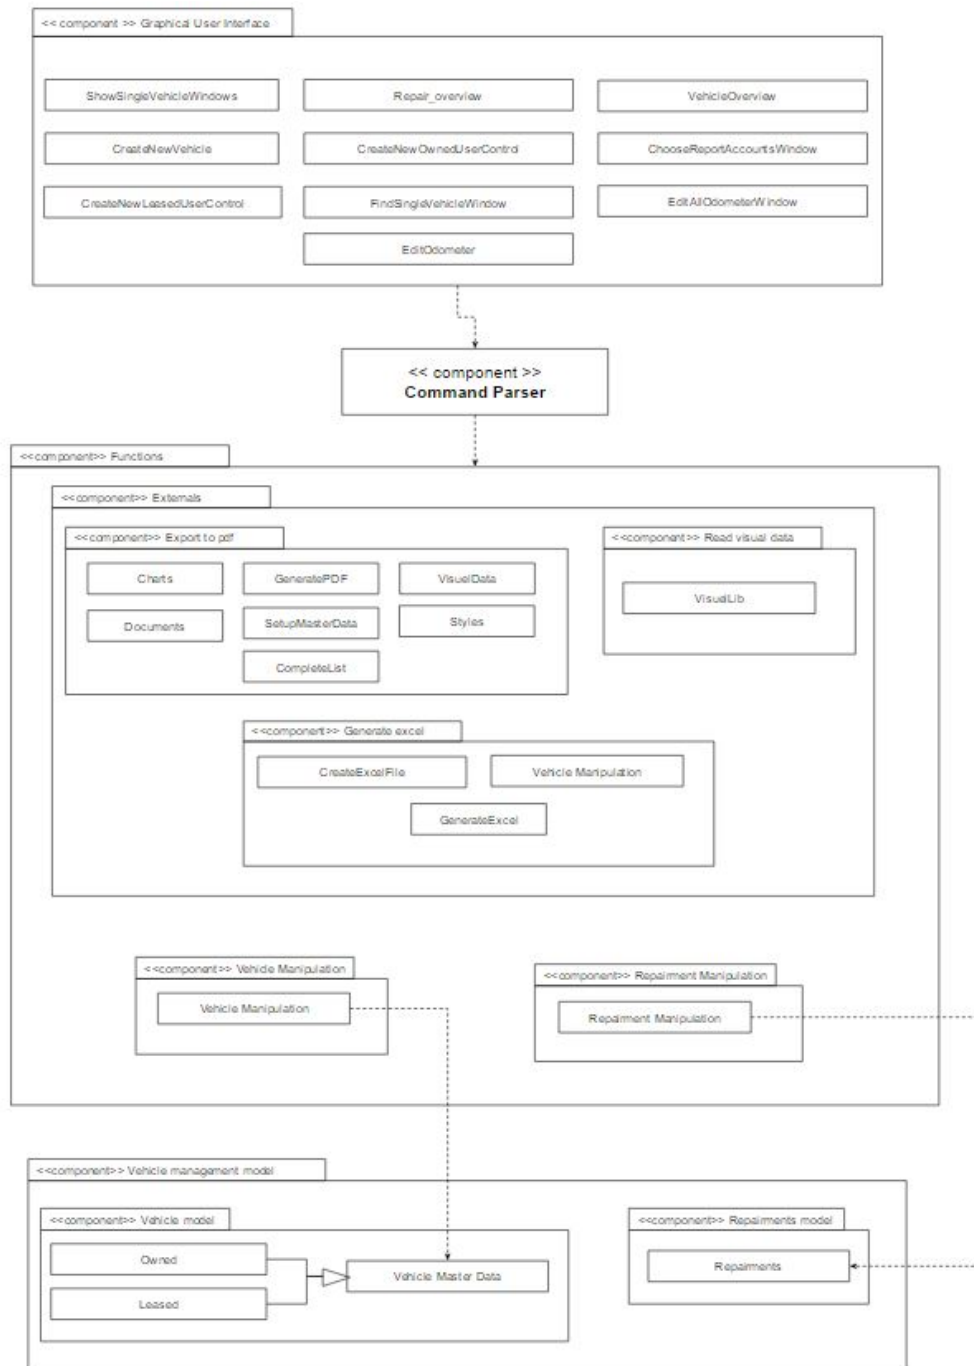 << component >> Graphical User Interface
ShowSingleVehicleWindows
Repair_overview
VehicleOverview
CreateNewVehicle
CreateNewOwnedUserControl
ChooseReportAccountsWindow
CreateNewLeasedUserControl
FindSingleVehicleWindow
EditAllOdometerWindow
EditOdometer
<< component >>
Command Parser
<<component>> Functions
<<component>> Externals
<<component>> Export to pdf
<<component>> Read visual data
Charts
GeneratePDF
VisuelData
VisuelLib
Documents
SetupMasterData
Styles
CompleteList
<<component>> Generate excel
CreateExcelFile
Vehicle Manipulation
GenerateExcel
<<component>> Vehicle Manipulation
<<component>> Repairment Manipulation
Vehicle Manipulation
Repairment Manipulation
<<component>> Vehicle management model
<<component>> Vehicle model
<<component>> Repairments model
Owned
Vehicle Master Data
Repairments
Leased